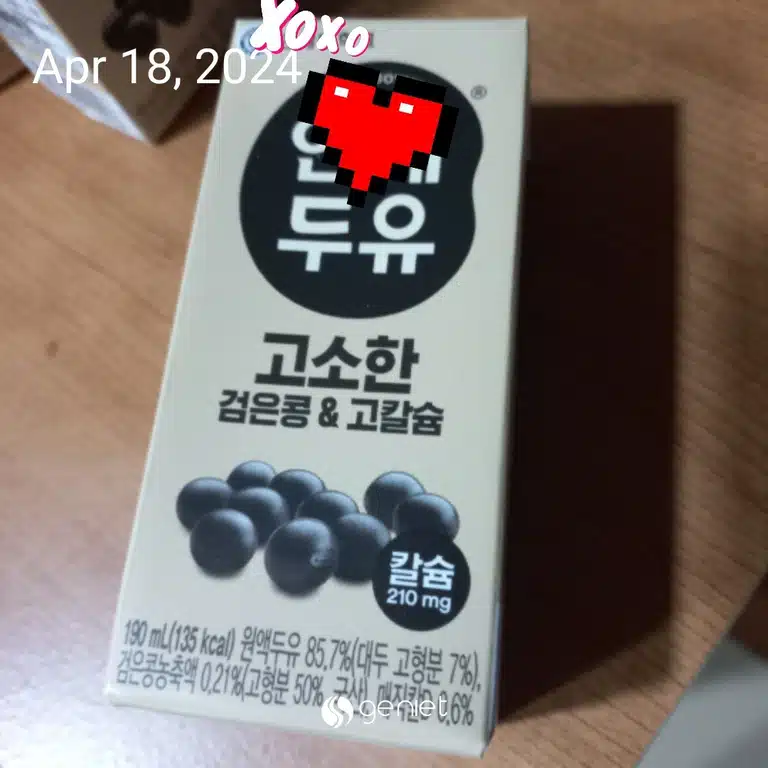 xoxo
Apr 18, 2024
®
두유
고소한
검은콩 & 고칼슘
칼슘
210 mg
190 mL(135 kcal) 원액두유 85.7%(대두 고형분 7%),
검은콩농축액 0.21%(고형분 50%, 0.6%
geniet